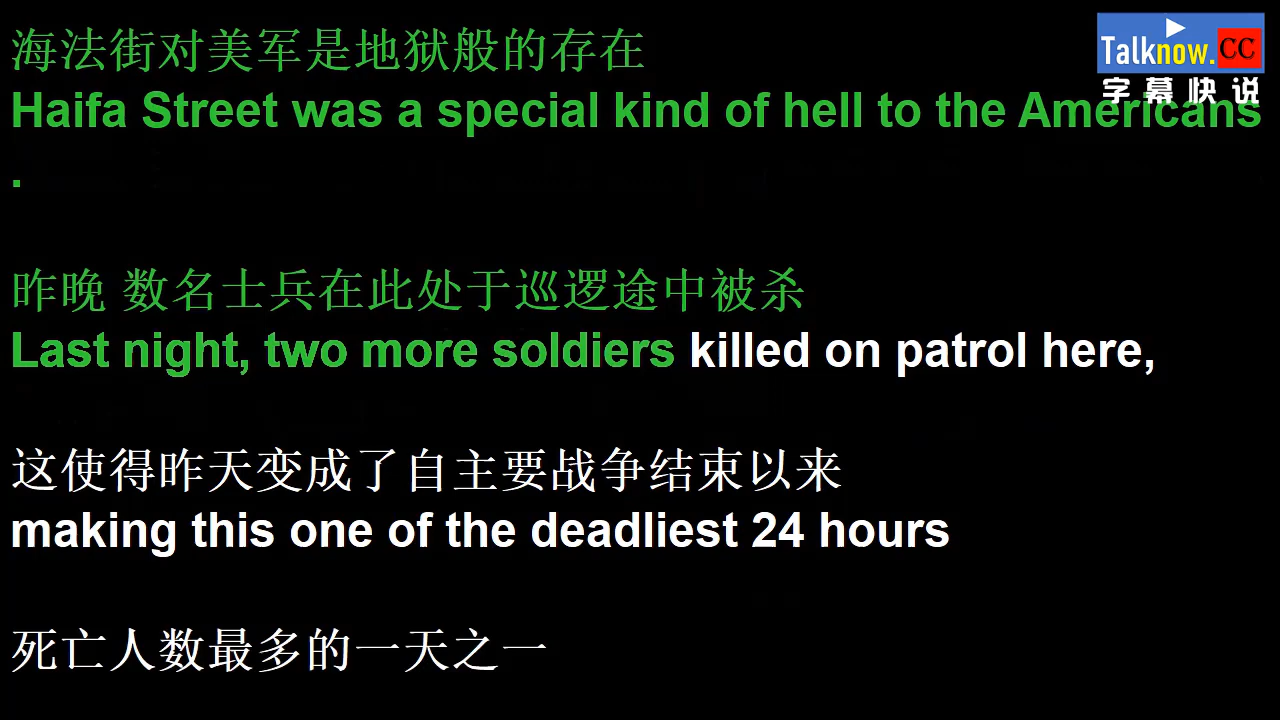 海法街对美军是地狱般的存在
Haifa Street was a special kind of hell to the Americans
.
昨晚 数名士兵在此处于巡逻途中被杀
Last night, two more soldiers killed on patrol here,
这使得昨天变成了自主要战争结束以来
making this one of the deadliest 24 hours
死亡人数最多的一天之一
Talknow.CC
字幕快说